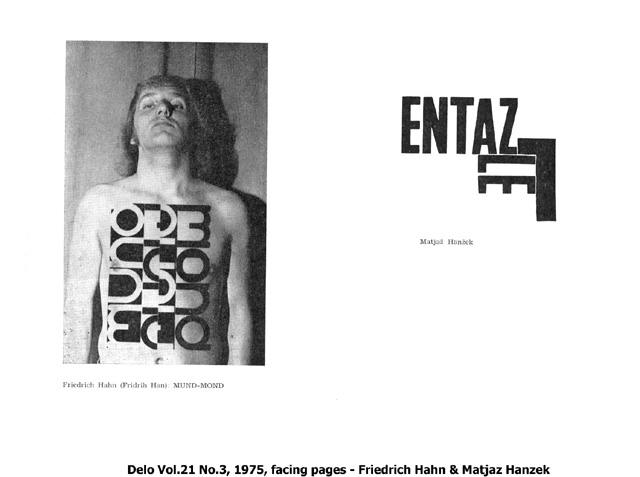 ENTAZ
LE
Matjaž Hanžek
Friedrich Hahn (Fridrih Han): MUND-MOND
Delo Vol.21 No.3, 1975, facing pages - Friedrich Hahn & Matjaz Hanzek